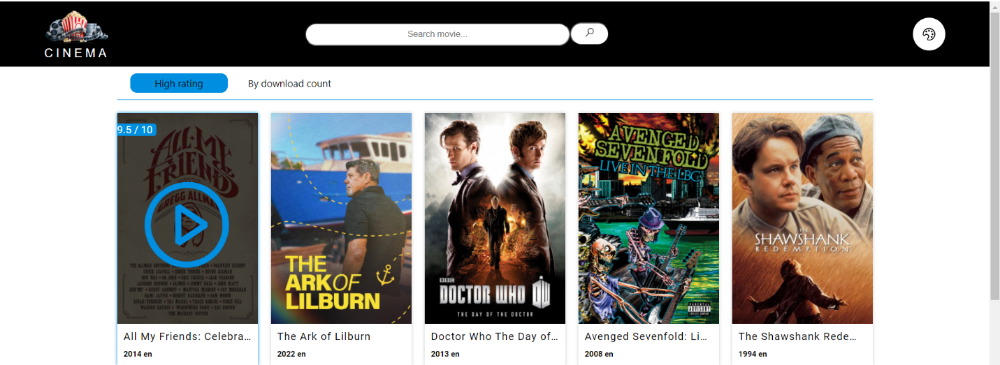 CINEMA
Search movie...
High rating
By download count
9.5 / 10
ALL MY
FRIENDS
GREGG ALLMAN
THE
ARK OF
LILBURN
BBC
DOCTOR WHO
THE DAY OF THE DOCTOR
AVENGED
SEVENFOLD
LIVE IN THE LBC
PARENTAL
ADVISORY
EXPLICIT CONTENT
THE
SHAWSHANK
REDEMPTION
All My Friends: Celebra...
The Ark of Lilburn
Doctor Who The Day of...
Avenged Sevenfold: Li...
The Shawshank Rede...
2014 en
2022 en
2013 en
2008 en
1994 en